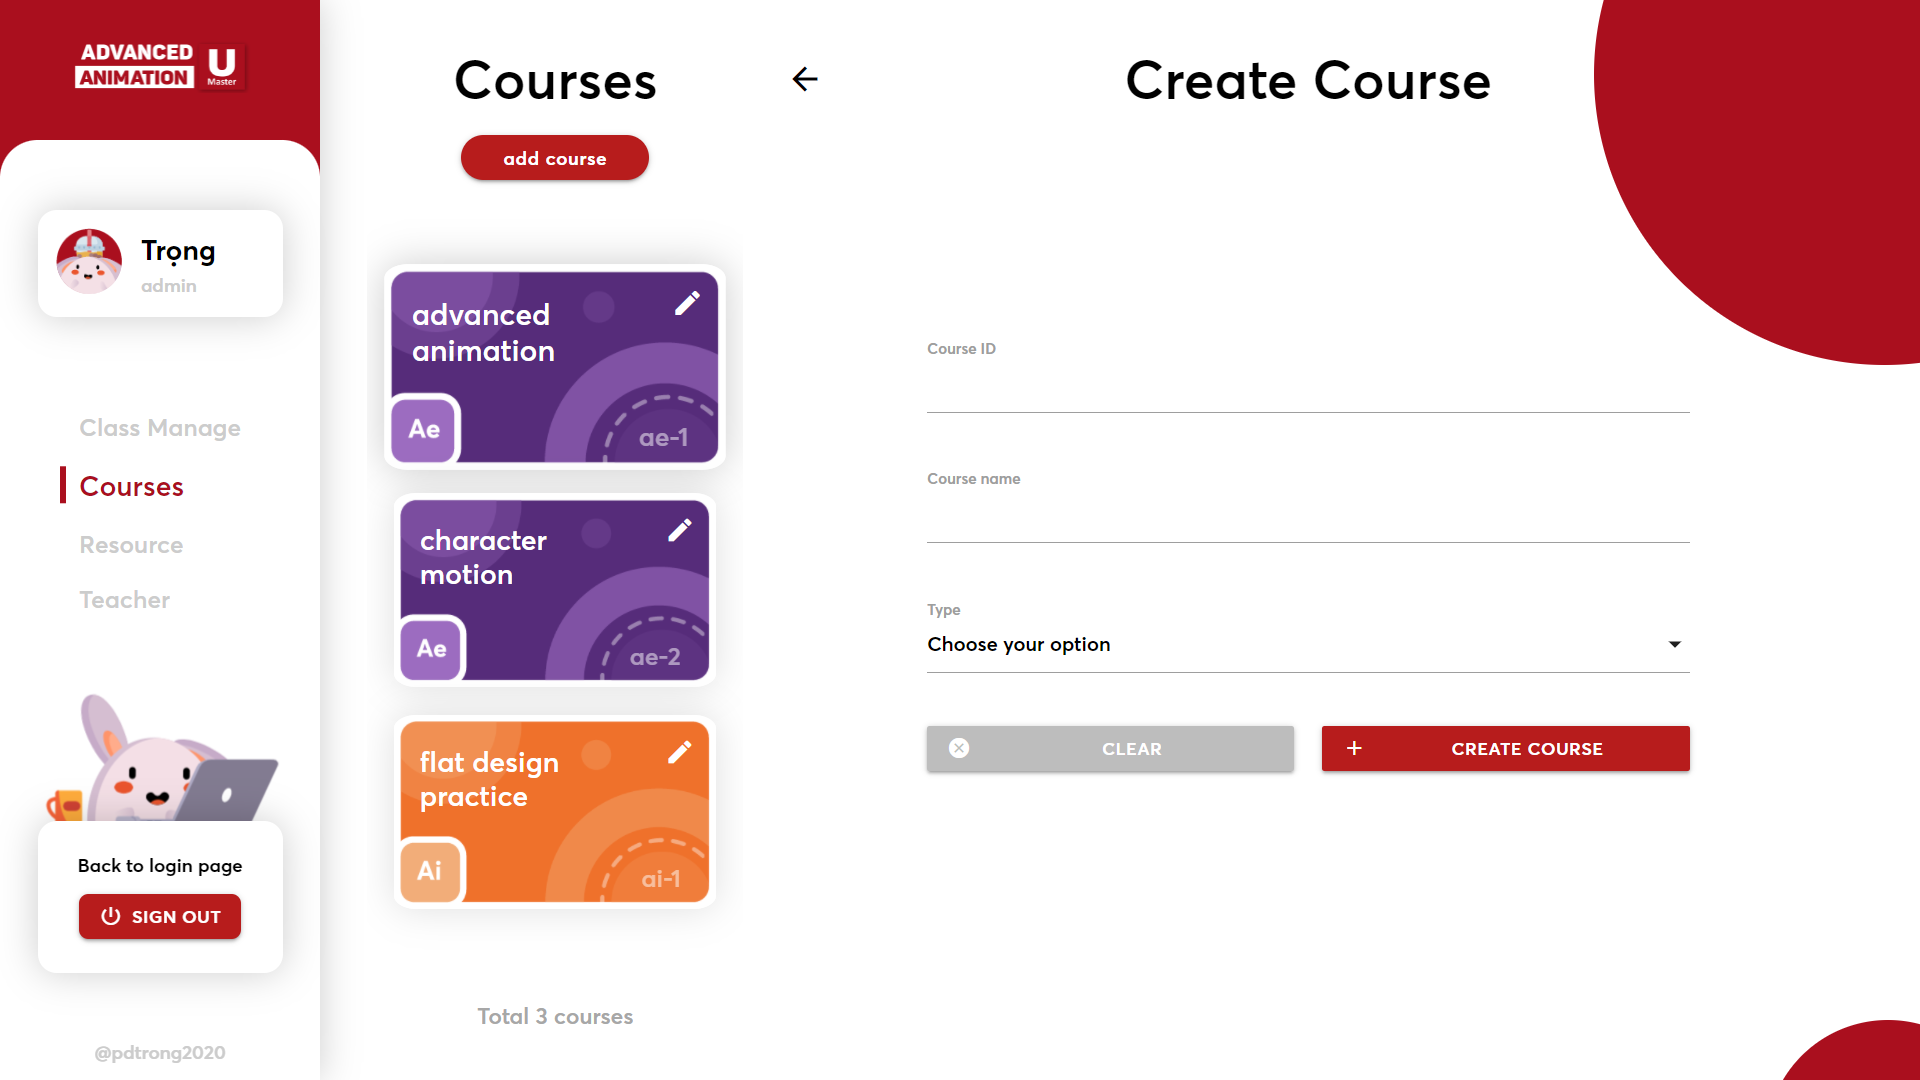 ADVANCED
ANIMATION
U
Master
Trọng
admin
Class Manage
Courses
Resource
Teacher
Back to login page
SIGN OUT
@pdtrong2020
Courses
add course
advanced
animation
Ae
ae-1
character
motion
Ae
ae-2
flat design
practice
Ai
ai-1
Total 3 courses
Create Course
Course ID
Course name
Type
Choose your option
CLEAR
CREATE COURSE